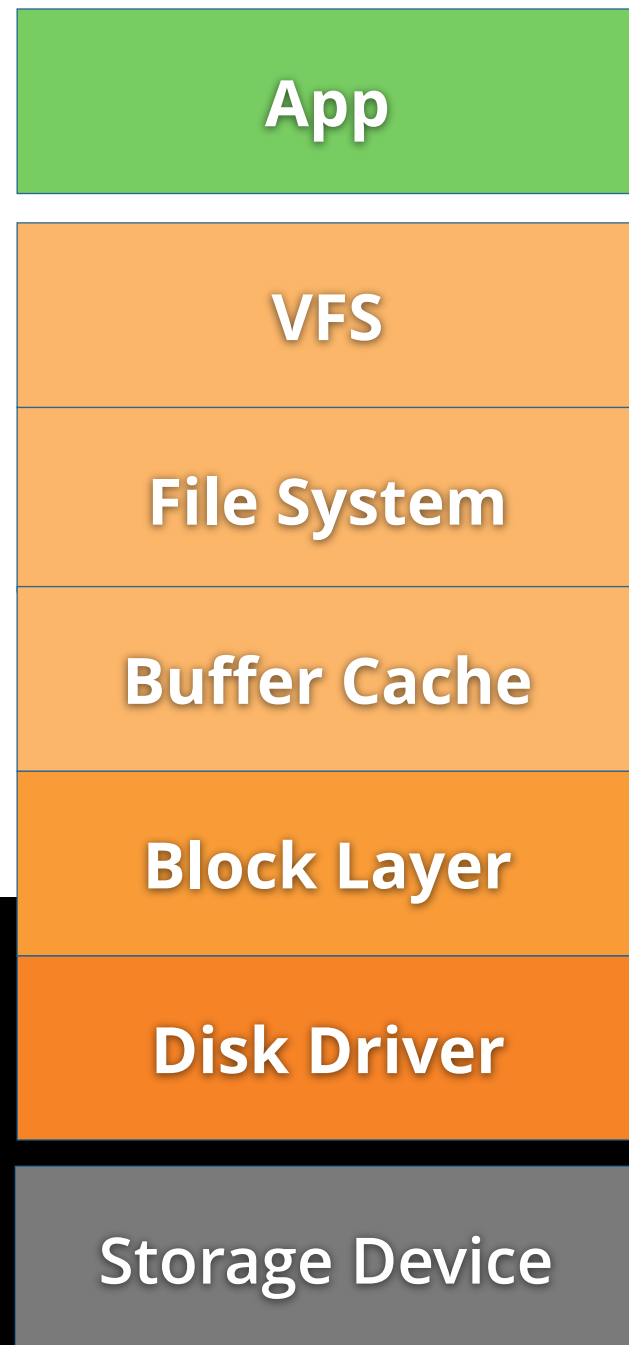 App
VFS
File System
Buffer Cache
Block Layer
Disk Driver
Storage Device